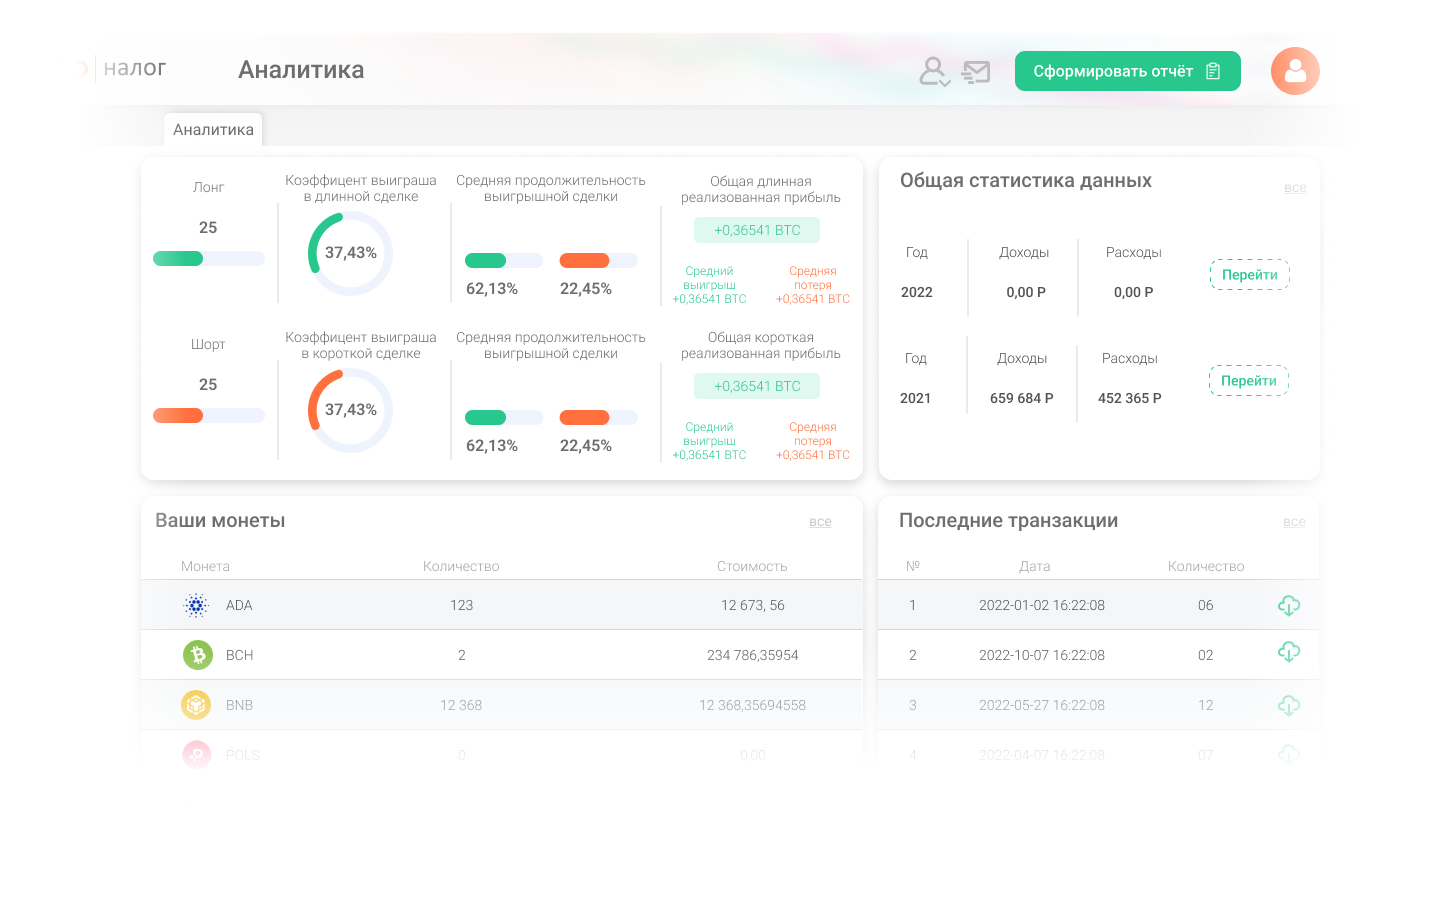 налог
Аналитика
Сформировать отчёт
Аналитика
Лонг
25
Коэффицент выиграша
в длинной сделке
37,43%
Средняя продолжительность
выигрышной сделки
62,13%
22,45%
Общая длинная
реализованная прибыль
+0,36541 BTC
Средний
выигрыш
+0,36541 BTC
Средняя
потеря
+0,36541 BTC
Шорт
25
Коэффицент выиграша
в короткой сделке
37,43%
Средняя продолжительность
выигрышной сделки
62,13%
22,45%
Общая короткая
реализованная прибыль
+0,36541 BTC
Средний
выигрыш
+0,36541 BTC
Средняя
потеря
+0,36541 BTC
Общая статистика данных
все
Год Доходы Расходы
2022 0,00 Р 0,00 Р
Перейти
Год Доходы Расходы
2021 659 684 Р 452 365 Р
Перейти
Ваши монеты
все
Монета Количество Стоимость
ADA 123 12 673, 56
BCH 2 234 786,35954
BNB 12 368 12 368,35694558
POLS 0 0,00
Последние транзакции
все
№ Дата Количество
1 2022-01-02 16:22:08 06
2 2022-10-07 16:22:08 02
3 2022-05-27 16:22:08 12
4 2022-04-07 16:22:08 07